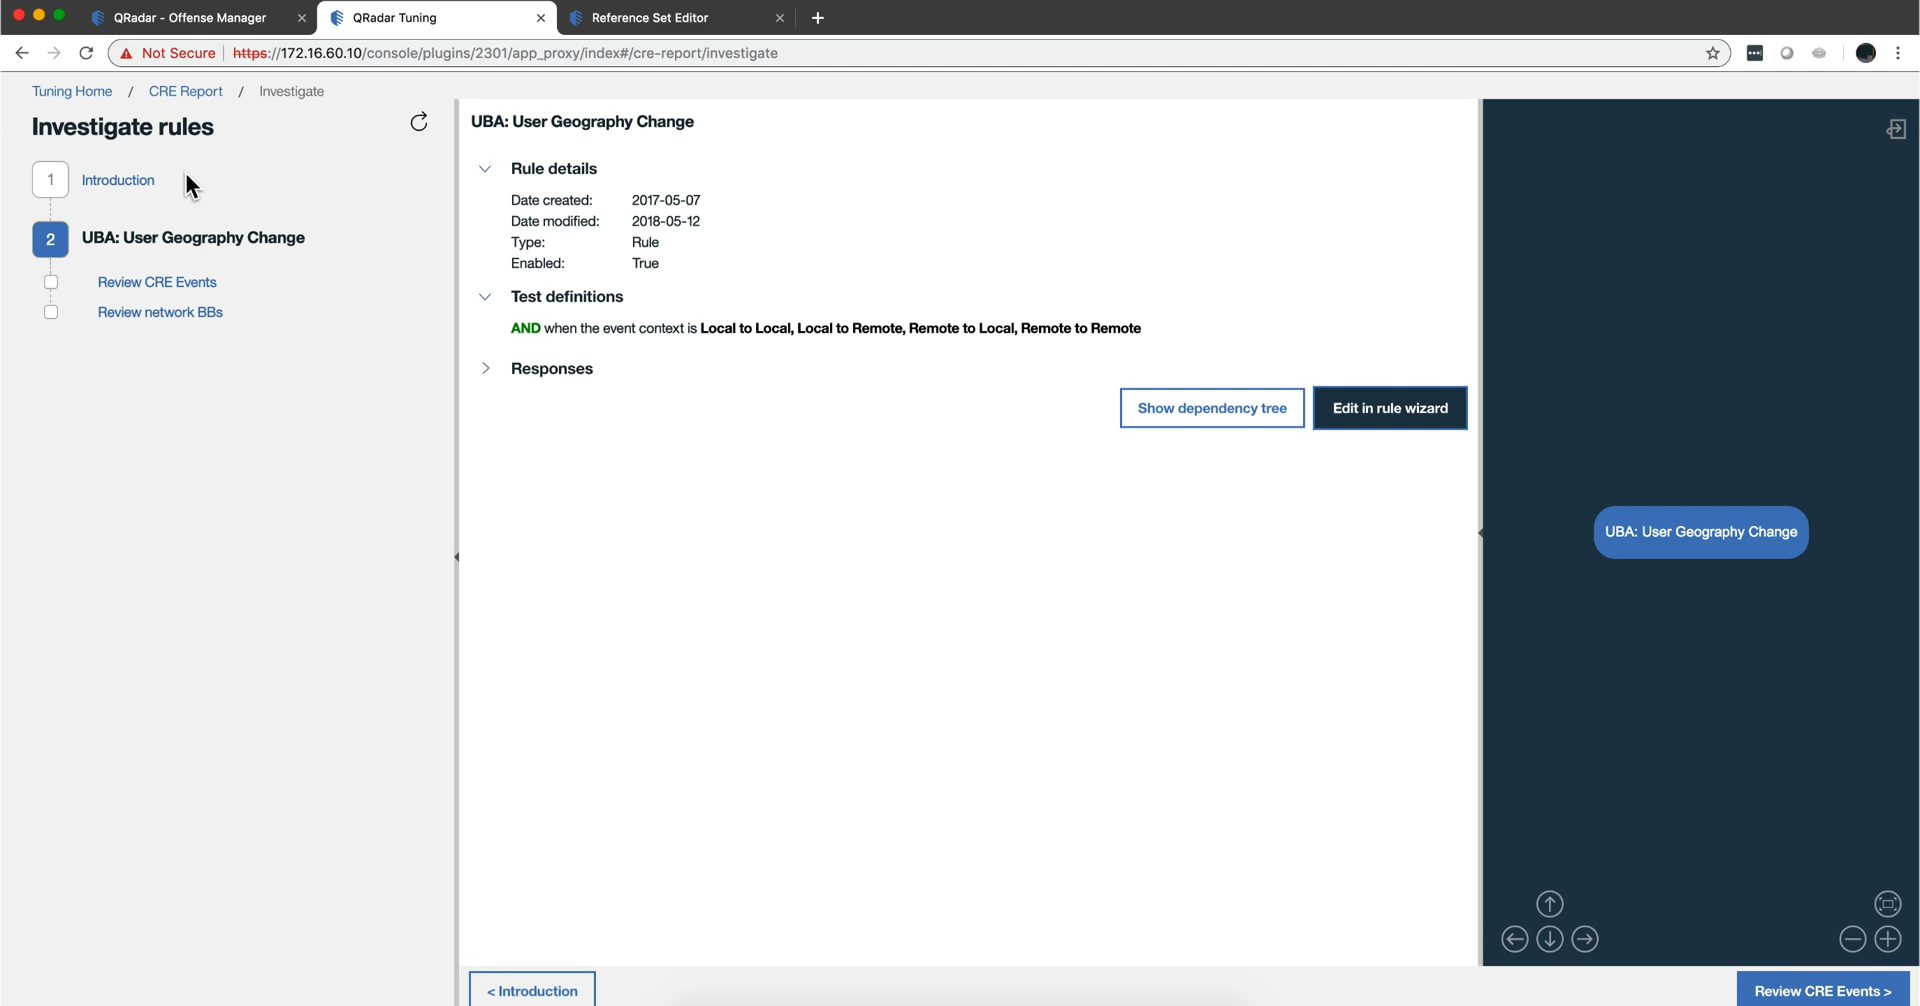 QRadar - Offense Manager
QRadar Tuning
Reference Set Editor
Not Secure
https://172.16.60.10/console/plugins/2301/app_proxy/index#/cre-report/investigate
Tuning Home / CRE Report / Investigate
Investigate rules
1 Introduction
2 UBA: User Geography Change
Review CRE Events
Review network BBs
UBA: User Geography Change
Rule details
Date created: 2017-05-07
Date modified: 2018-05-12
Type: Rule
Enabled: True
Test definitions
AND when the event context is Local to Local, Local to Remote, Remote to Local, Remote to Remote
Responses
Show dependency tree
Edit in rule wizard
UBA: User Geography Change
< Introduction
Review CRE Events >